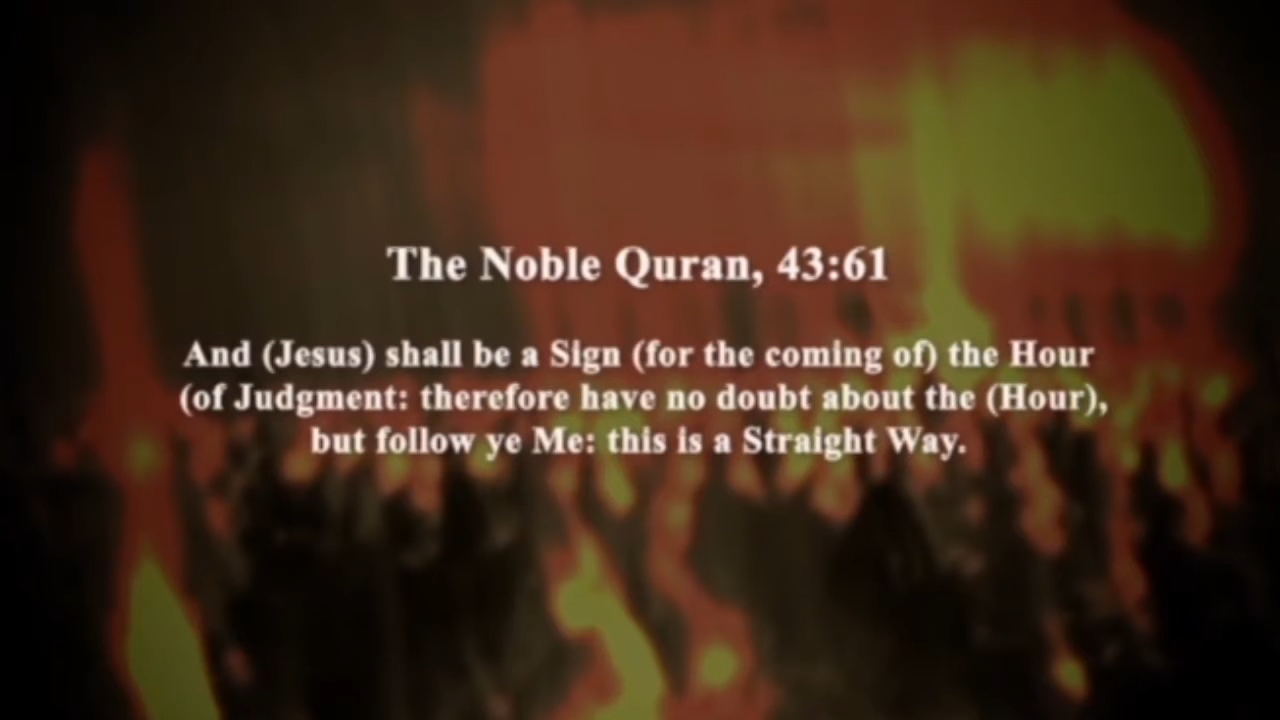 The Noble Quran, 43:61
And (Jesus) shall be a Sign (for the coming of) the Hour
(of Judgment: therefore have no doubt about the (Hour),
but follow ye Me: this is a Straight Way.